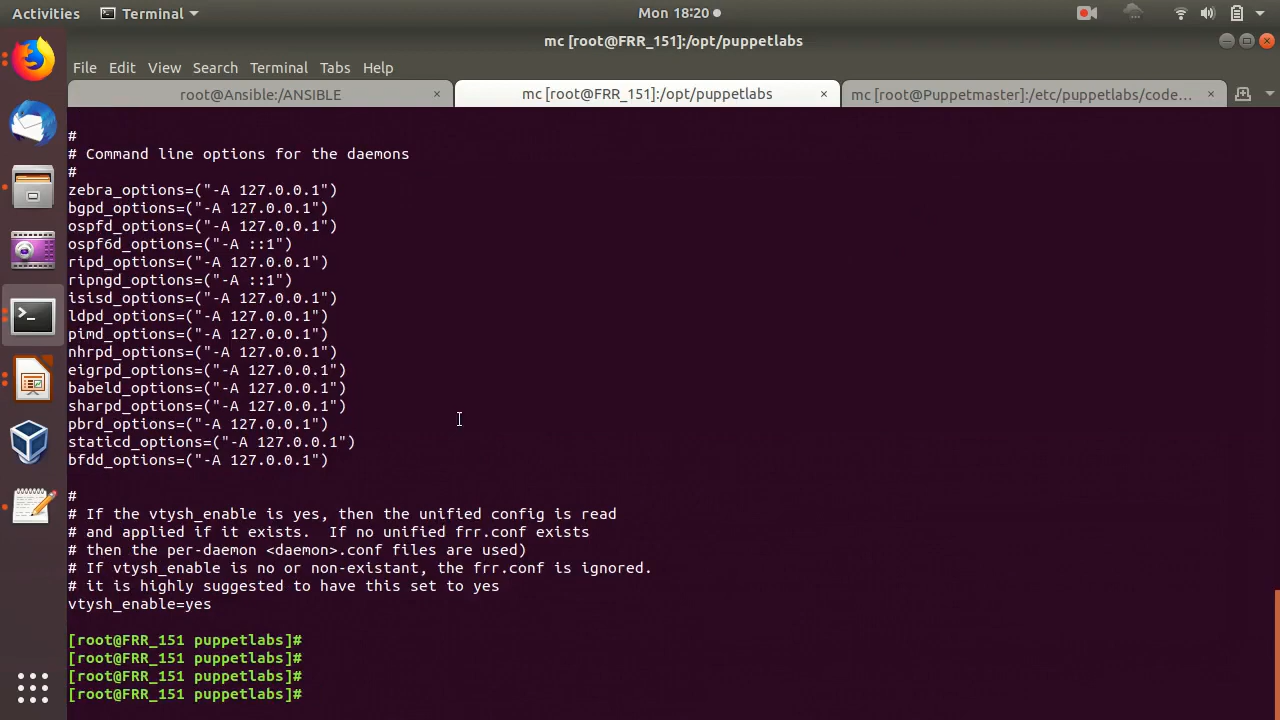 Activities
Terminal
Mon 18:20
mc [root@FRR_151]:/opt/puppetlabs
File Edit View Search Terminal Tabs Help
root@Ansible:/ANSIBLE ×
mc [root@FRR_151]:/opt/puppetlabs ×
mc [root@Puppetmaster]:/etc/puppetlabs/code... ×
#
# Command line options for the daemons
#
zebra_options=("-A 127.0.0.1")
bgpd_options=("-A 127.0.0.1")
ospfd_options=("-A 127.0.0.1")
ospf6d_options=("-A ::1")
ripd_options=("-A 127.0.0.1")
ripngd_options=("-A ::1")
isisd_options=("-A 127.0.0.1")
ldpd_options=("-A 127.0.0.1")
pimd_options=("-A 127.0.0.1")
nhrpd_options=("-A 127.0.0.1")
eigrpd_options=("-A 127.0.0.1")
babeld_options=("-A 127.0.0.1")
sharpd_options=("-A 127.0.0.1")
pbrd_options=("-A 127.0.0.1")
staticd_options=("-A 127.0.0.1")
bfdd_options=("-A 127.0.0.1")
#
# If the vtysh_enable is yes, then the unified config is read
# and applied if it exists.  If no unified frr.conf exists
# then the per-daemon <daemon>.conf files are used)
# If vtysh_enable is no or non-existant, the frr.conf is ignored.
# it is highly suggested to have this set to yes
vtysh_enable=yes
[root@FRR_151 puppetlabs]#
[root@FRR_151 puppetlabs]#
[root@FRR_151 puppetlabs]#
[root@FRR_151 puppetlabs]#